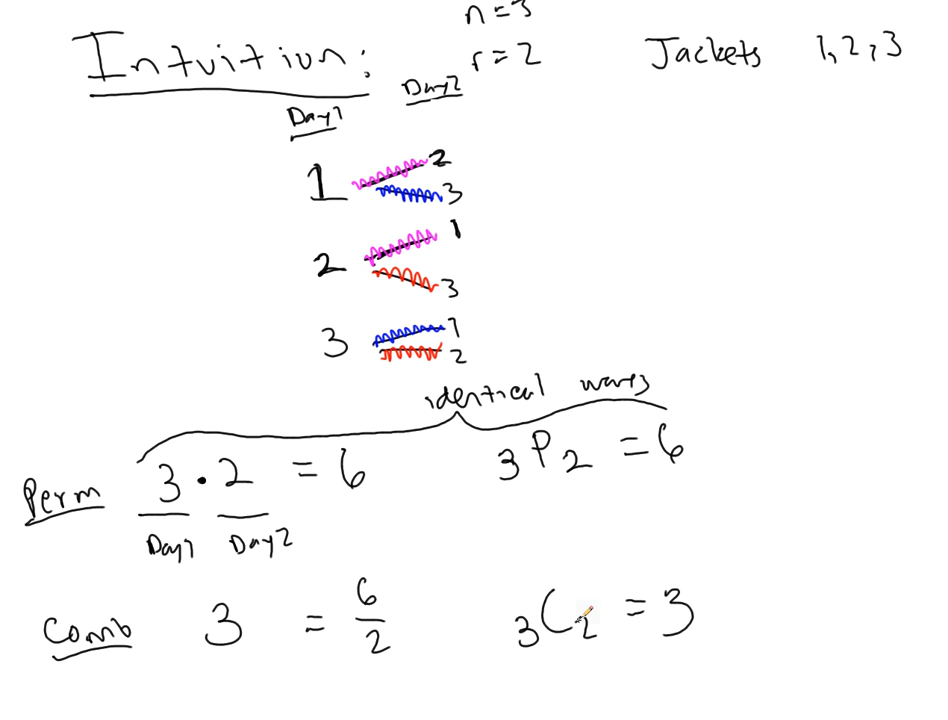 n=3
Intuition: r=2 Jackets 1,2,3
Day1 Day2
1 2
3
2 1
3
3 1
2
identical ways
Perm 3 · 2 = 6 3P2 = 6
Day1 Day2
Comb 3 = 6/2 3C2 = 3